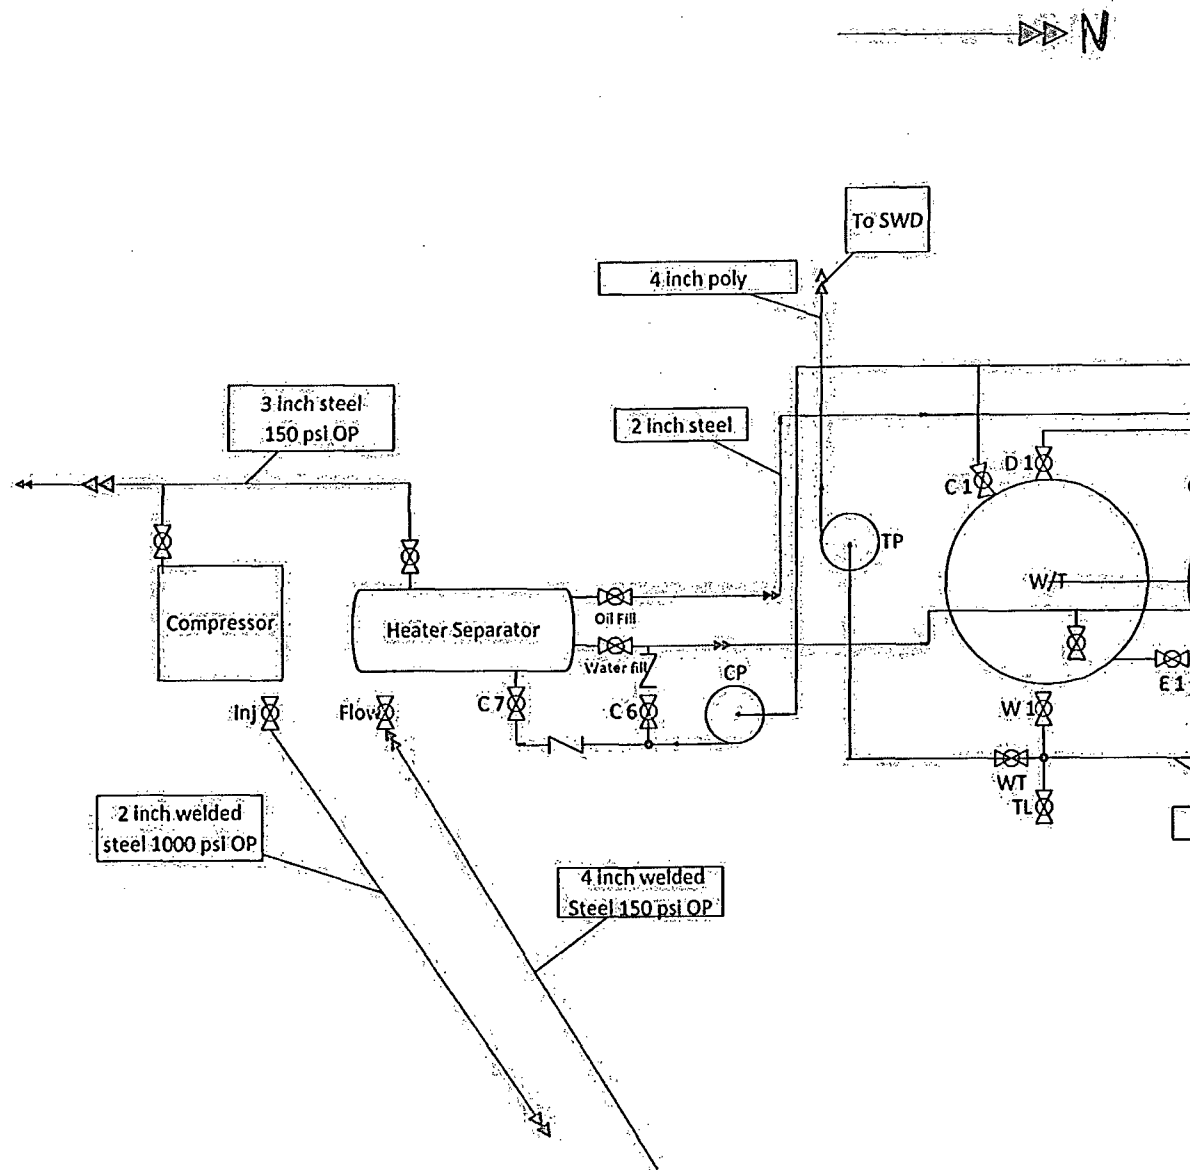 N
To SWD
4 inch poly
3 inch steel
150 psi OP
2 inch steel
D 1
C 1
TP
W/T
Compressor
Heater Separator
Oil Fill
Water fill
CP
E 1
Inj
Flow
C 7
C 6
W 1
WT
TL
2 inch welded
steel 1000 psi OP
4 inch welded
Steel 150 psi OP